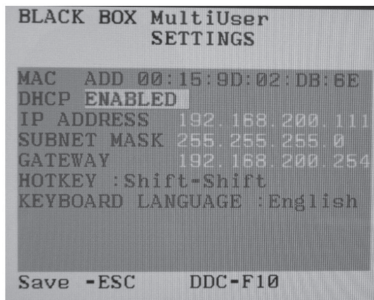 BLACK BOX MultiUser
SETTINGS
MAC ADD 00:15:9D:02:DB:6E
DHCP ENABLED
IP ADDRESS 192.168.200.111
SUBNET MASK 255.255.255.0
GATEWAY 192.168.200.254
HOTKEY :Shift-Shift
KEYBOARD LANGUAGE :English
Save -ESC DDC-F10